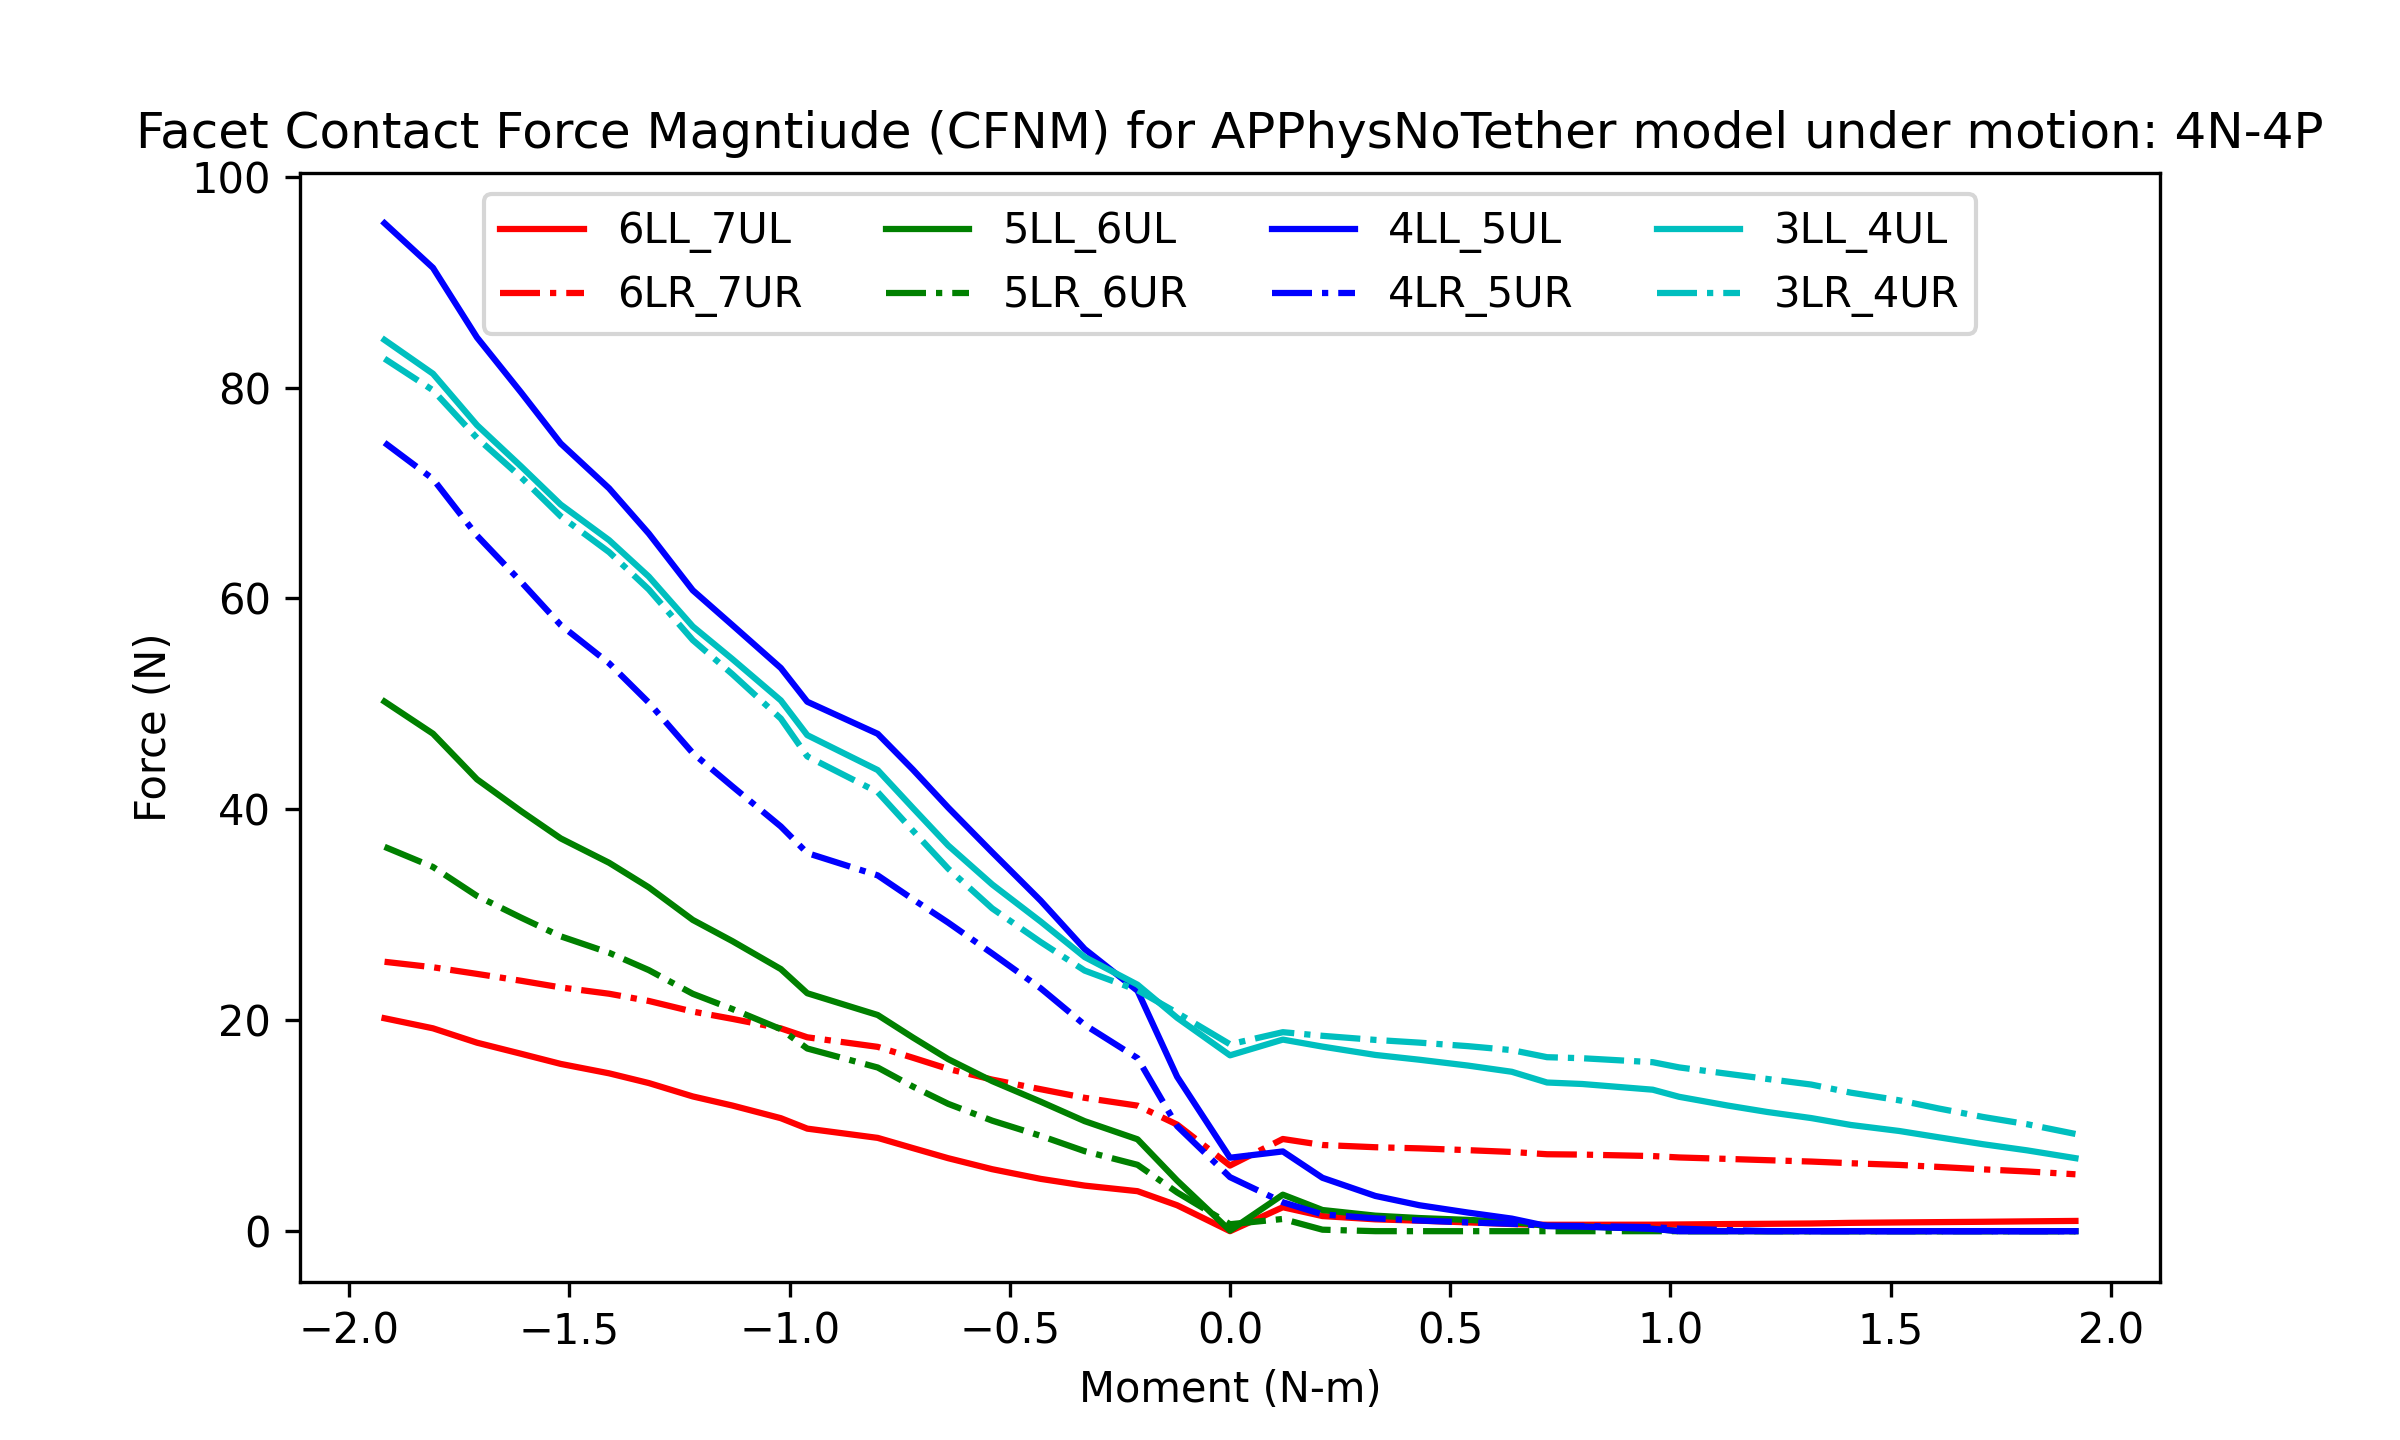 Facet Contact Force Magntiude (CFNM) for APPhysNoTether model under motion: 4N-4P
6LL_7UL 5LL_6UL 4LL_5UL 3LL_4UL
6LR_7UR 5LR_6UR 4LR_5UR 3LR_4UR
100
80
60
40
20
0
Force (N)
−2.0 −1.5 −1.0 −0.5 0.0 0.5 1.0 1.5 2.0
Moment (N-m)